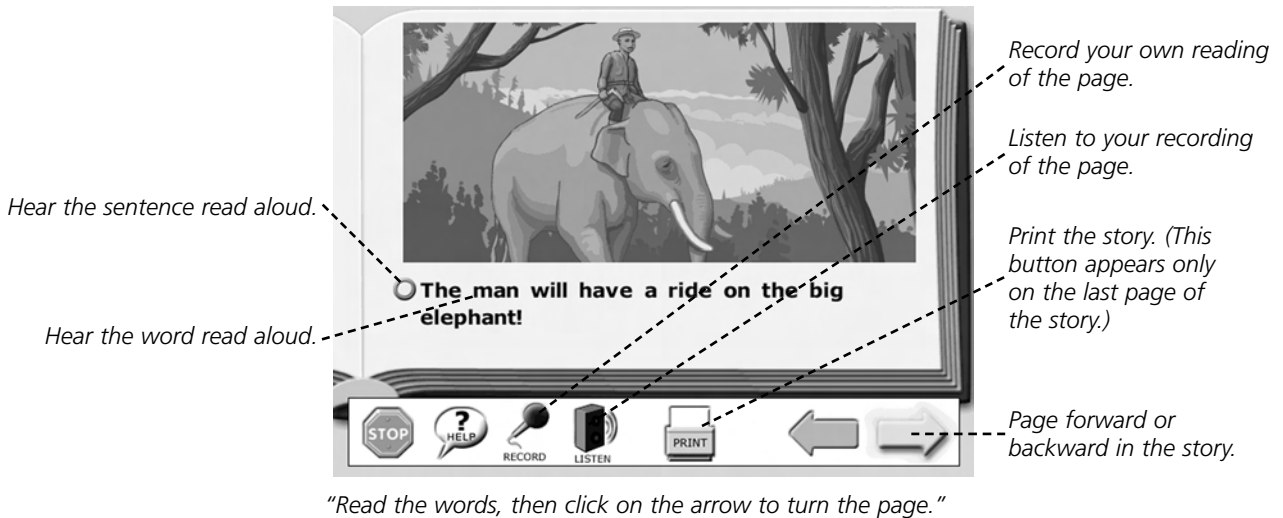 Record your own reading
of the page.
Listen to your recording
of the page.
Hear the sentence read aloud.
Print the story. (This
button appears only
on the last page of
the story.)
The man will have a ride on the big
elephant!
Hear the word read aloud.
Page forward or
backward in the story.
STOP
?
HELP
RECORD
LISTEN
PRINT
"Read the words, then click on the arrow to turn the page."